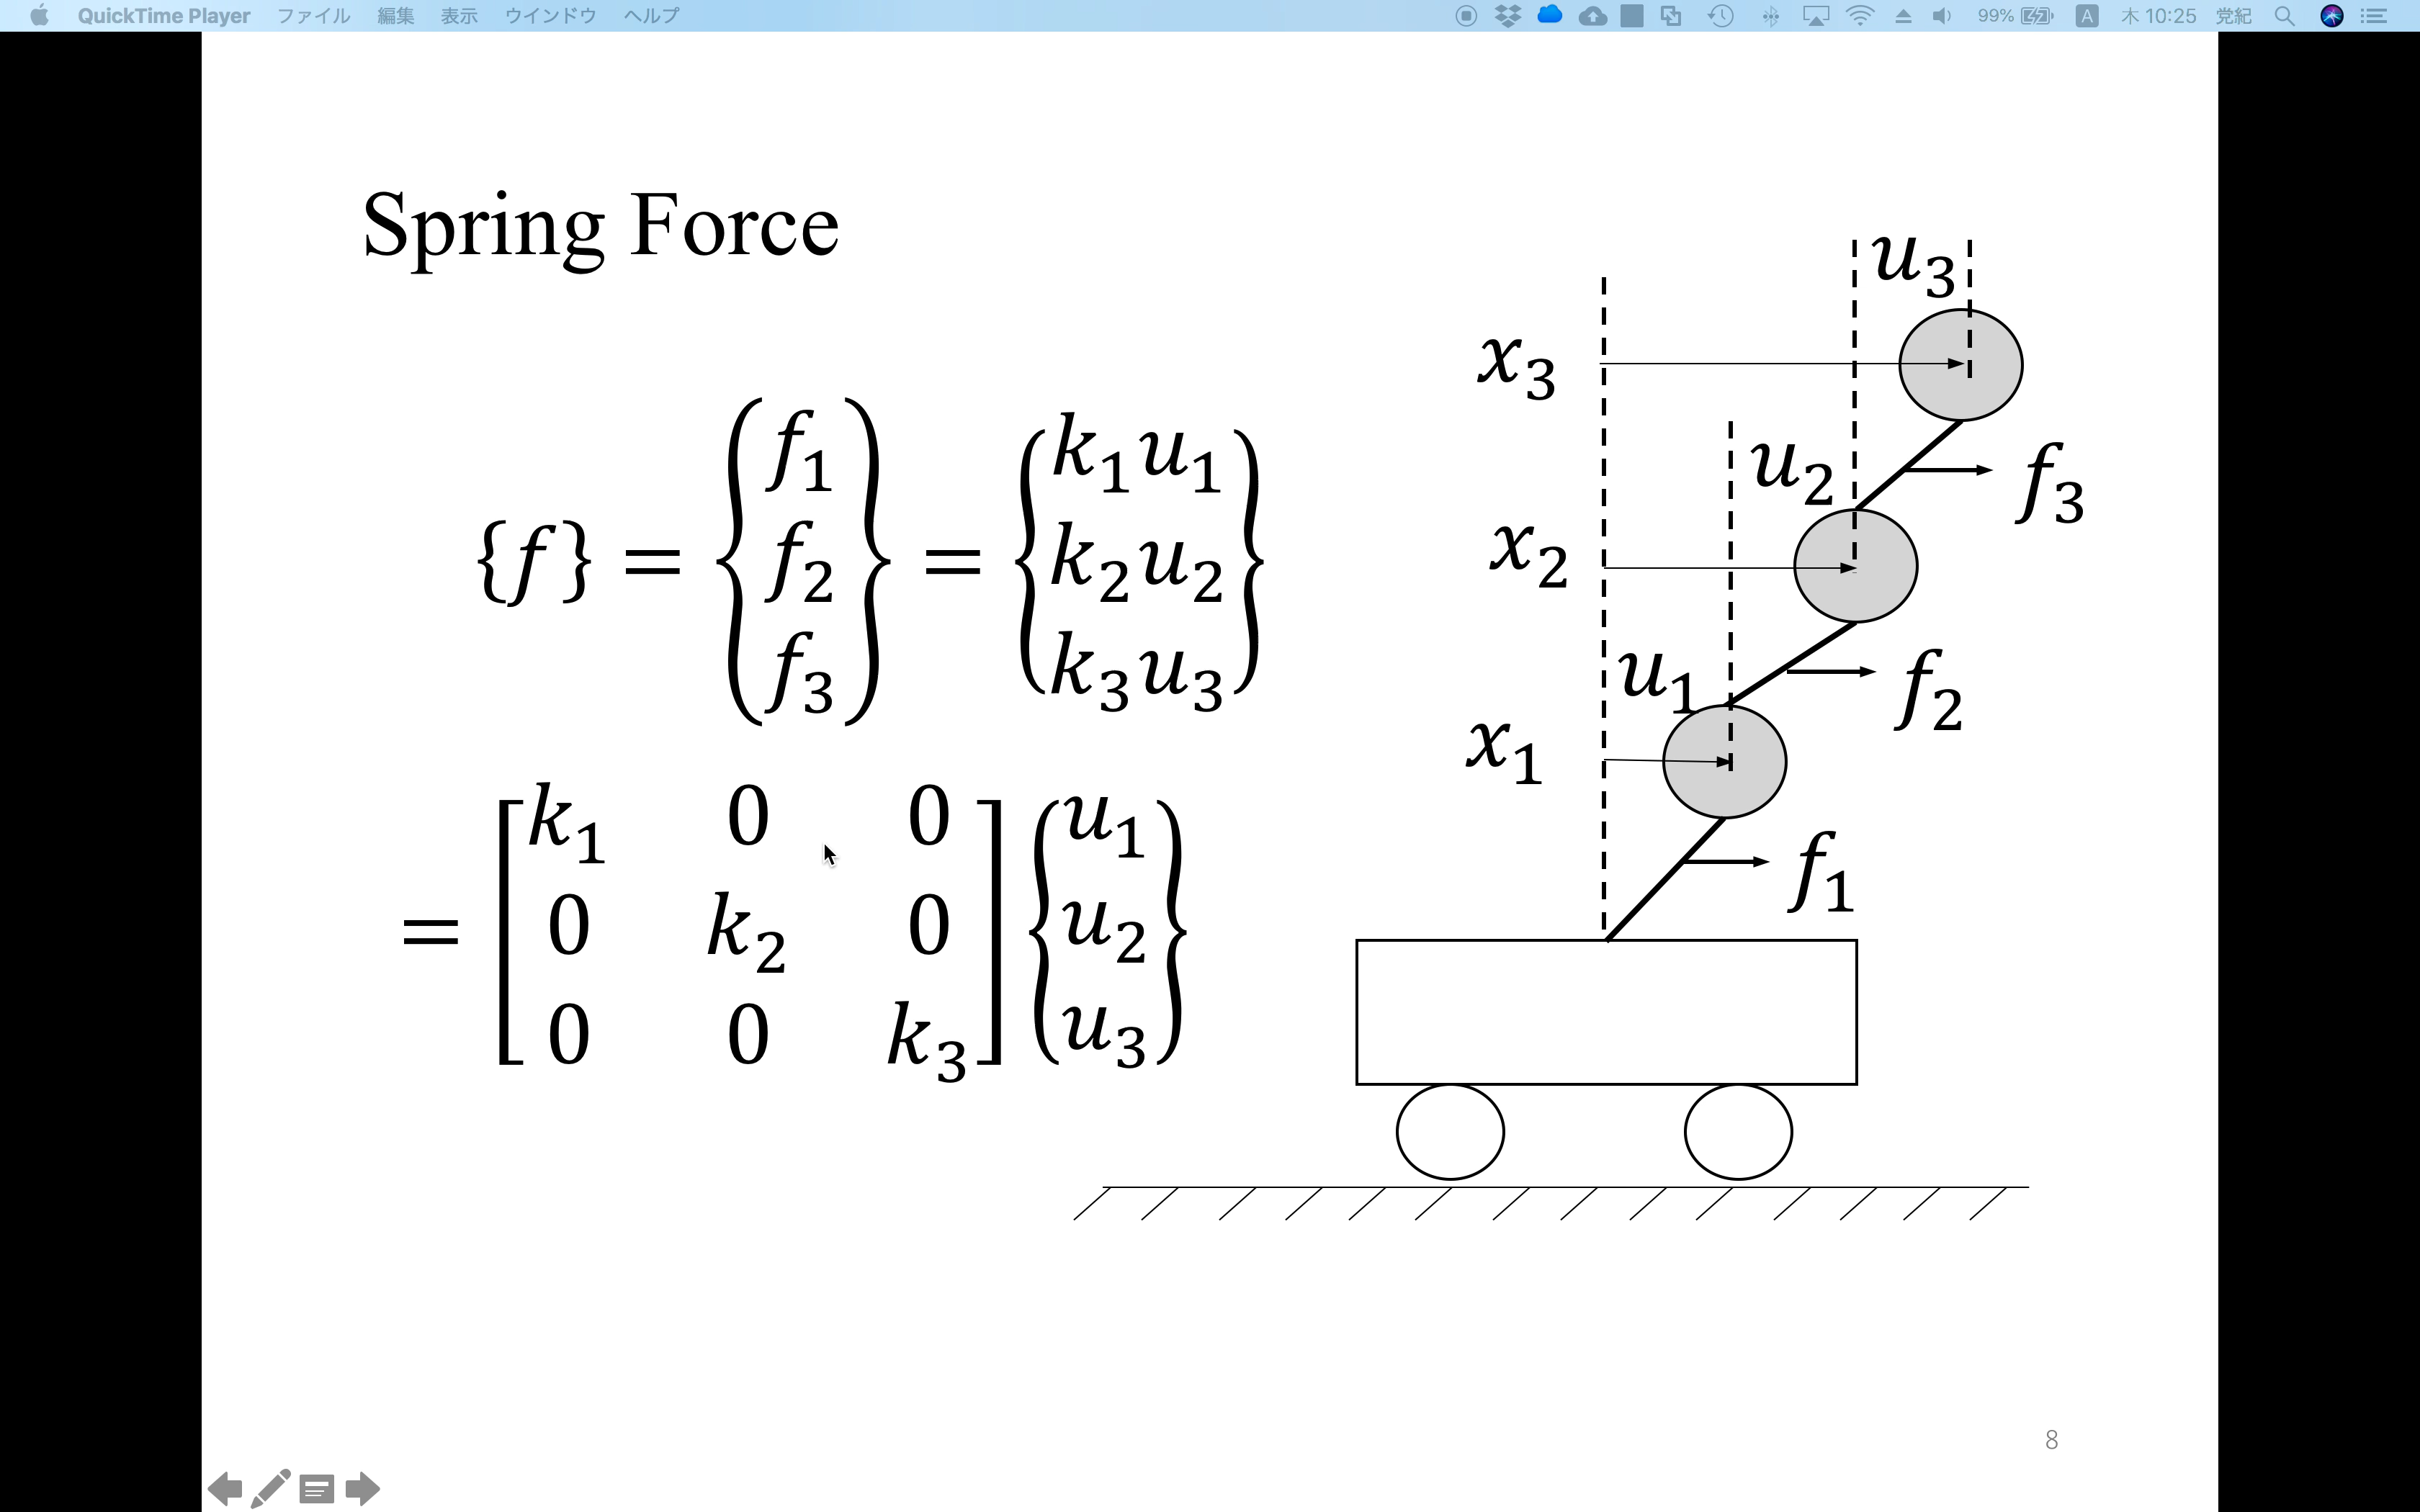 QuickTime Player ファイル 編集 表示 ウインドウ ヘルプ 99% A 木 10:25 党紀
Spring Force
{f} = {f₁ f₂ f₃} = {k₁u₁ k₂u₂ k₃u₃}
= [k₁ 0 0
0 k₂ 0
0 0 k₃] {u₁ u₂ u₃}
u₃
x₃
f₃
u₂
x₂
f₂
u₁
x₁
f₁
8